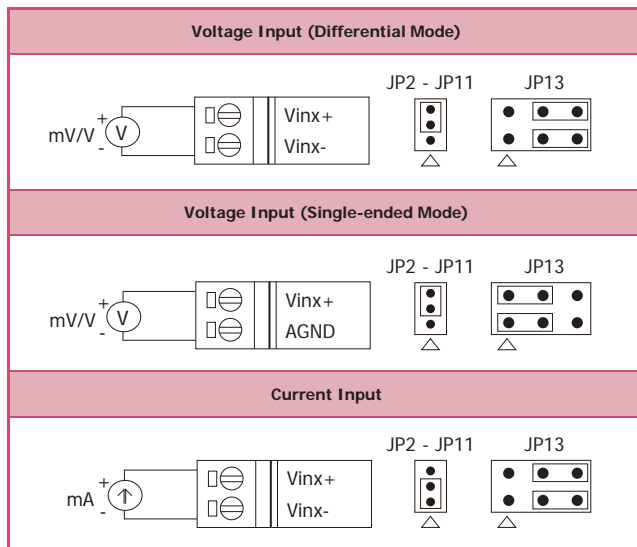 Voltage Input (Differential Mode)
JP2 - JP11 JP13
mV/V + V - Vinx+
Vinx-
Voltage Input (Single-ended Mode)
JP2 - JP11 JP13
mV/V + V - Vinx+
AGND
Current Input
JP2 - JP11 JP13
mA + - Vinx+
Vinx-